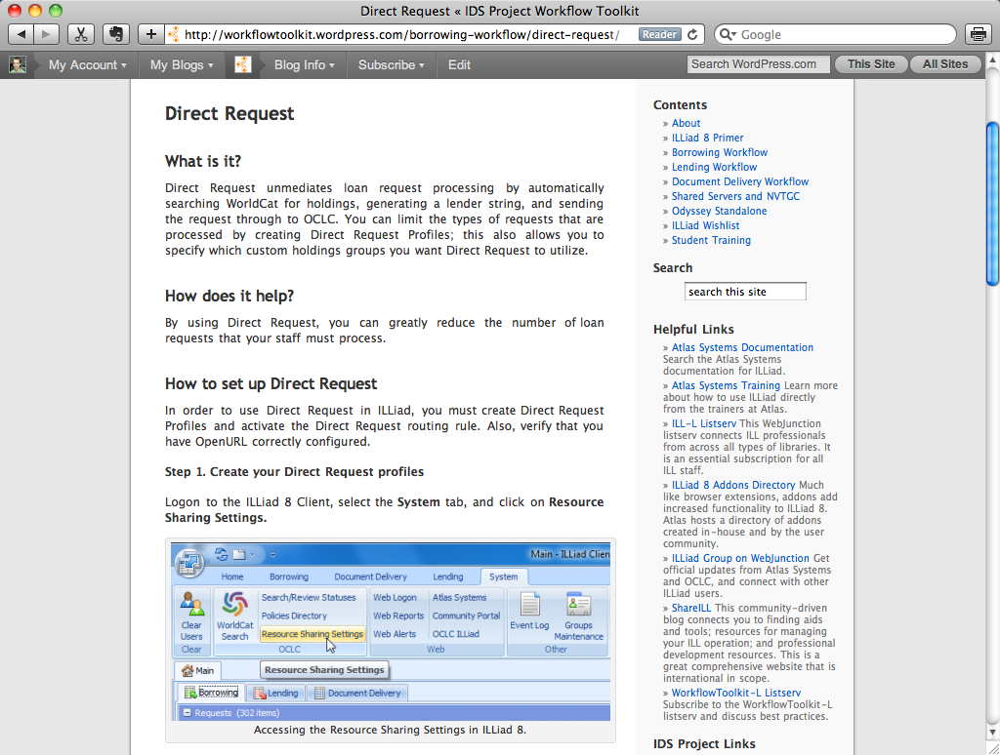 Direct Request « IDS Project Workflow Toolkit
http://workflowtoolkit.wordpress.com/borrowing-workflow/direct-request/
Reader
Google
My Account
My Blogs
Blog Info
Subscribe
Edit
Search WordPress.com
This Site
All Sites
Direct Request
What is it?
Direct Request unmediates loan request processing by automatically
searching WorldCat for holdings, generating a lender string, and sending
the request through to OCLC. You can limit the types of requests that are
processed by creating Direct Request Profiles; this also allows you to
specify which custom holdings groups you want Direct Request to utilize.
How does it help?
By using Direct Request, you can greatly reduce the number of loan
requests that your staff must process.
How to set up Direct Request
In order to use Direct Request in ILLiad, you must create Direct Request
Profiles and activate the Direct Request routing rule. Also, verify that you
have OpenURL correctly configured.
Step 1. Create your Direct Request profiles
Logon to the ILLiad 8 Client, select the System tab, and click on Resource
Sharing Settings.
Main - ILLiad Clien
Home
Borrowing
Document Delivery
Lending
System
Clear
Users
Clear
WorldCat
Search
Search/Review Statuses
Policies Directory
Resource Sharing Settings
OCLC
Web Logon
Web Reports
Web Alerts
Atlas Systems
Community Portal
OCLC ILLiad
Web
Event Log
Groups
Maintenance
Other
Main
Resource Sharing Settings
Borrowing
Lending
Document Delivery
Requests (302 items)
Accessing the Resource Sharing Settings in ILLiad 8.
Contents
» About
» ILLiad 8 Primer
» Borrowing Workflow
» Lending Workflow
» Document Delivery Workflow
» Shared Servers and NVTGC
» Odyssey Standalone
» ILLiad Wishlist
» Student Training
Search
search this site
Helpful Links
» Atlas Systems Documentation
Search the Atlas Systems
documentation for ILLiad.
» Atlas Systems Training Learn more
about how to use ILLiad directly
from the trainers at Atlas.
» ILL-L Listserv This WebJunction
listserv connects ILL professionals
from across all types of libraries. It
is an essential subscription for all
ILL staff.
» ILLiad 8 Addons Directory Much
like browser extensions, addons add
increased functionality to ILLiad 8.
Atlas hosts a directory of addons
created in-house and by the user
community.
» ILLiad Group on WebJunction Get
official updates from Atlas Systems
and OCLC, and connect with other
ILLiad users.
» ShareILL This community-driven
blog connects you to finding aids
and tools; resources for managing
your ILL operation; and professional
development resources. This is a
great comprehensive website that is
international in scope.
» WorkflowToolkit-L Listserv
Subscribe to the WorkflowToolkit-L
listserv and discuss best practices.
IDS Project Links